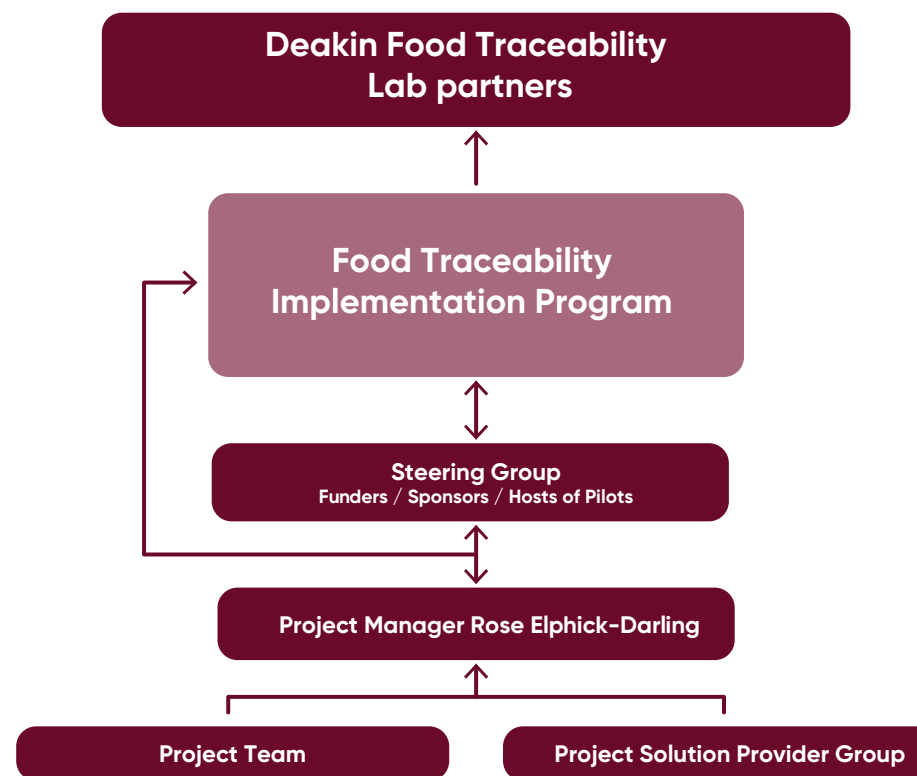 Deakin Food Traceability
Lab partners
Food Traceability
Implementation Program
Steering Group
Funders / Sponsors / Hosts of Pilots
Project Manager Rose Elphick-Darling
Project Team
Project Solution Provider Group